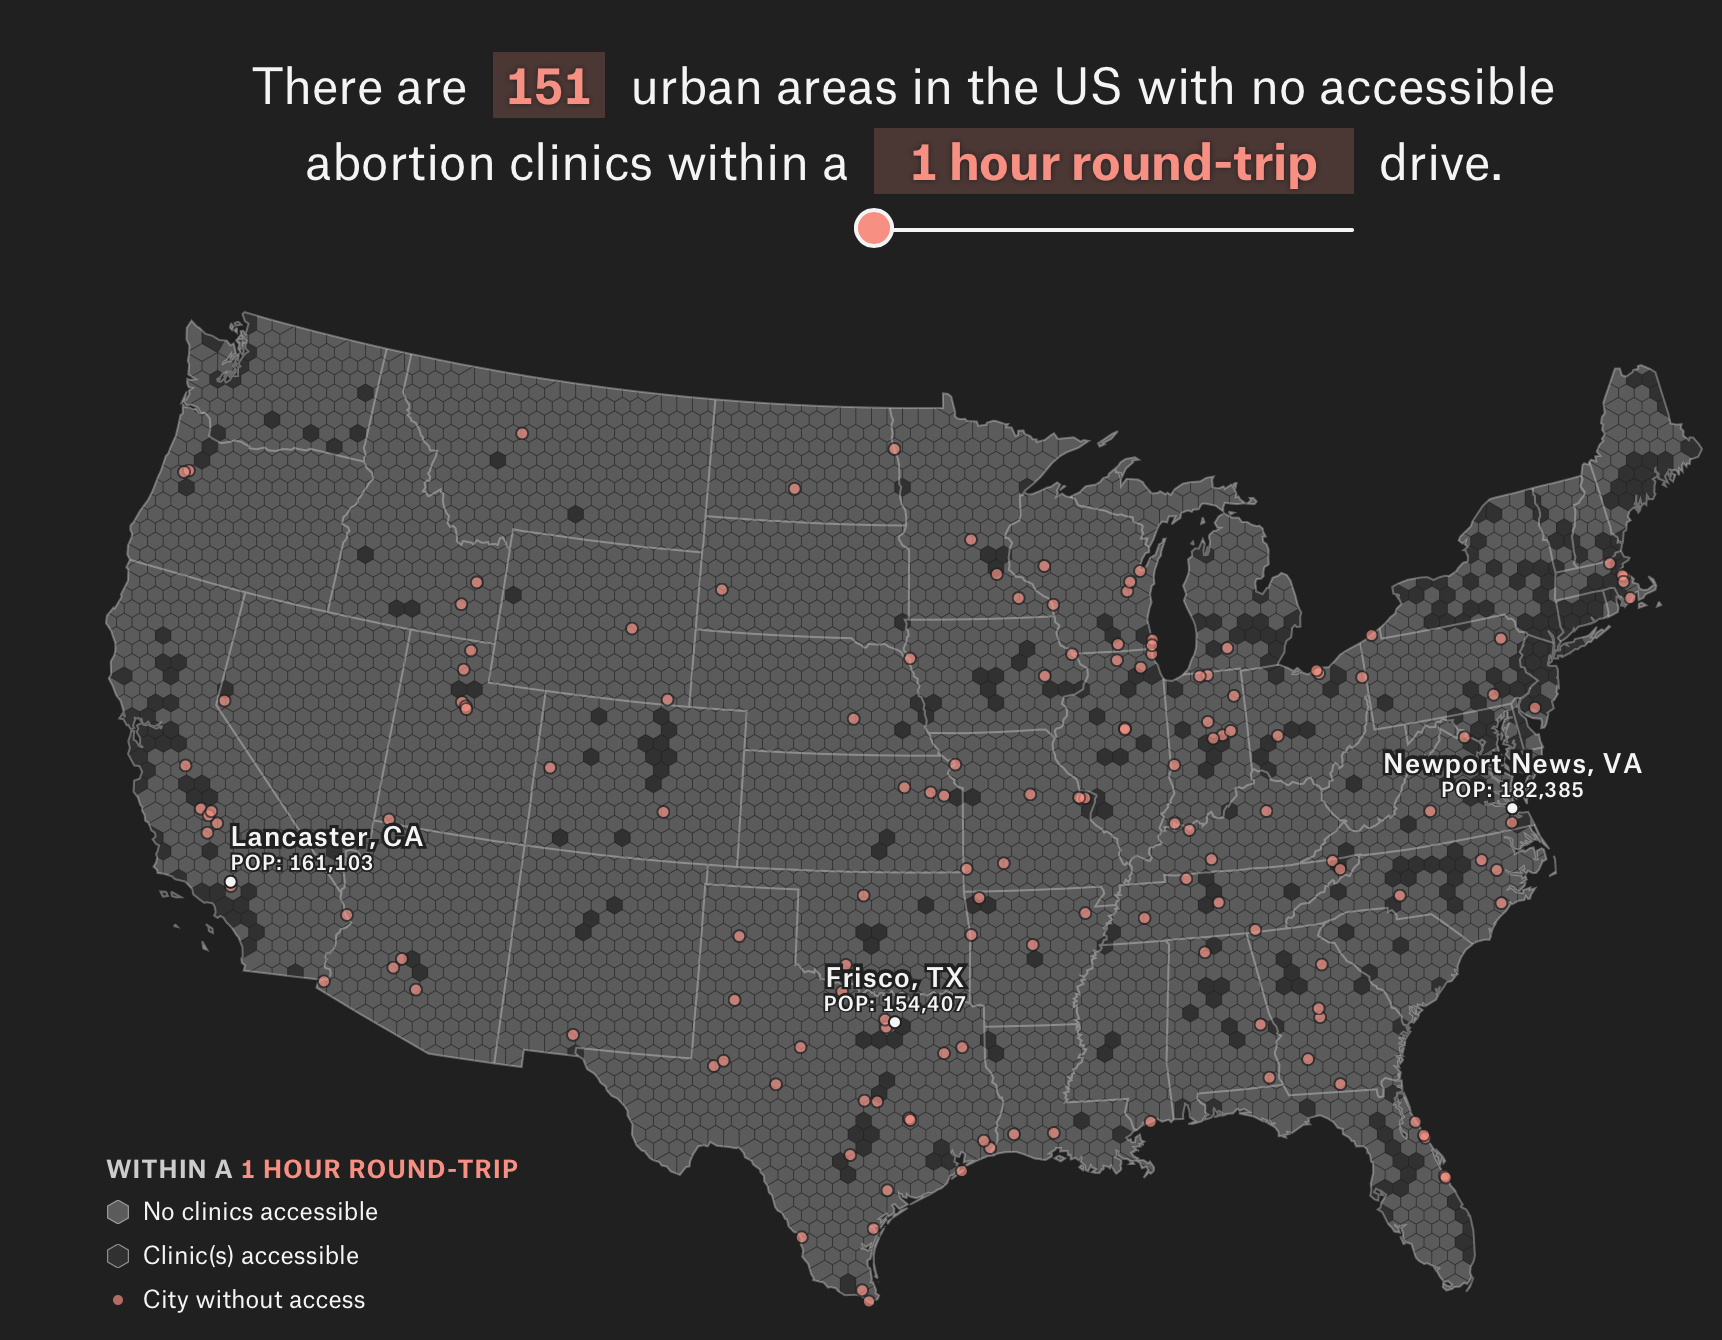 There are 151 urban areas in the US with no accessible
abortion clinics within a 1 hour round-trip drive.
Newport News, VA
POP: 182,385
Lancaster, CA
POP: 161,103
Frisco, TX
POP: 154,407
WITHIN A 1 HOUR ROUND-TRIP
No clinics accessible
Clinic(s) accessible
City without access